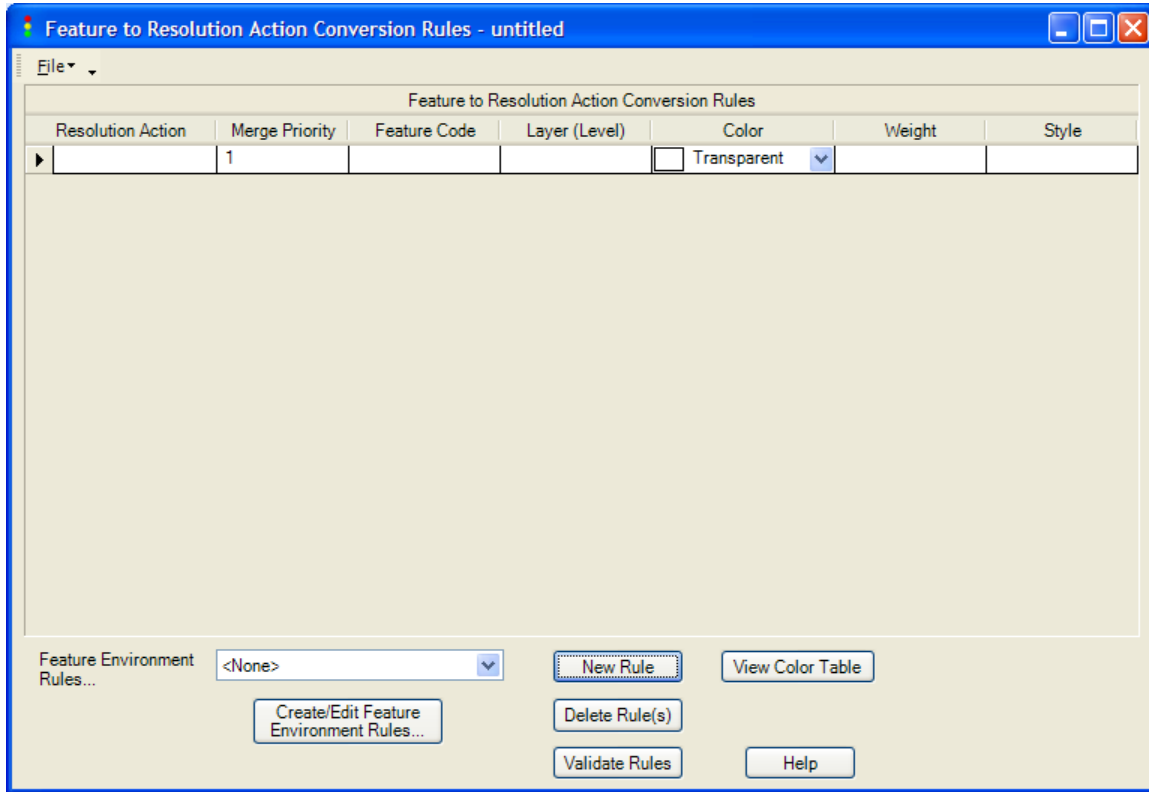 Feature to Resolution Action Conversion Rules - untitled
File
Feature to Resolution Action Conversion Rules
Resolution Action Merge Priority Feature Code Layer (Level) Color Weight Style
1 Transparent
Feature Environment
Rules...
<None>
New Rule
View Color Table
Create/Edit Feature
Environment Rules...
Delete Rule(s)
Validate Rules
Help